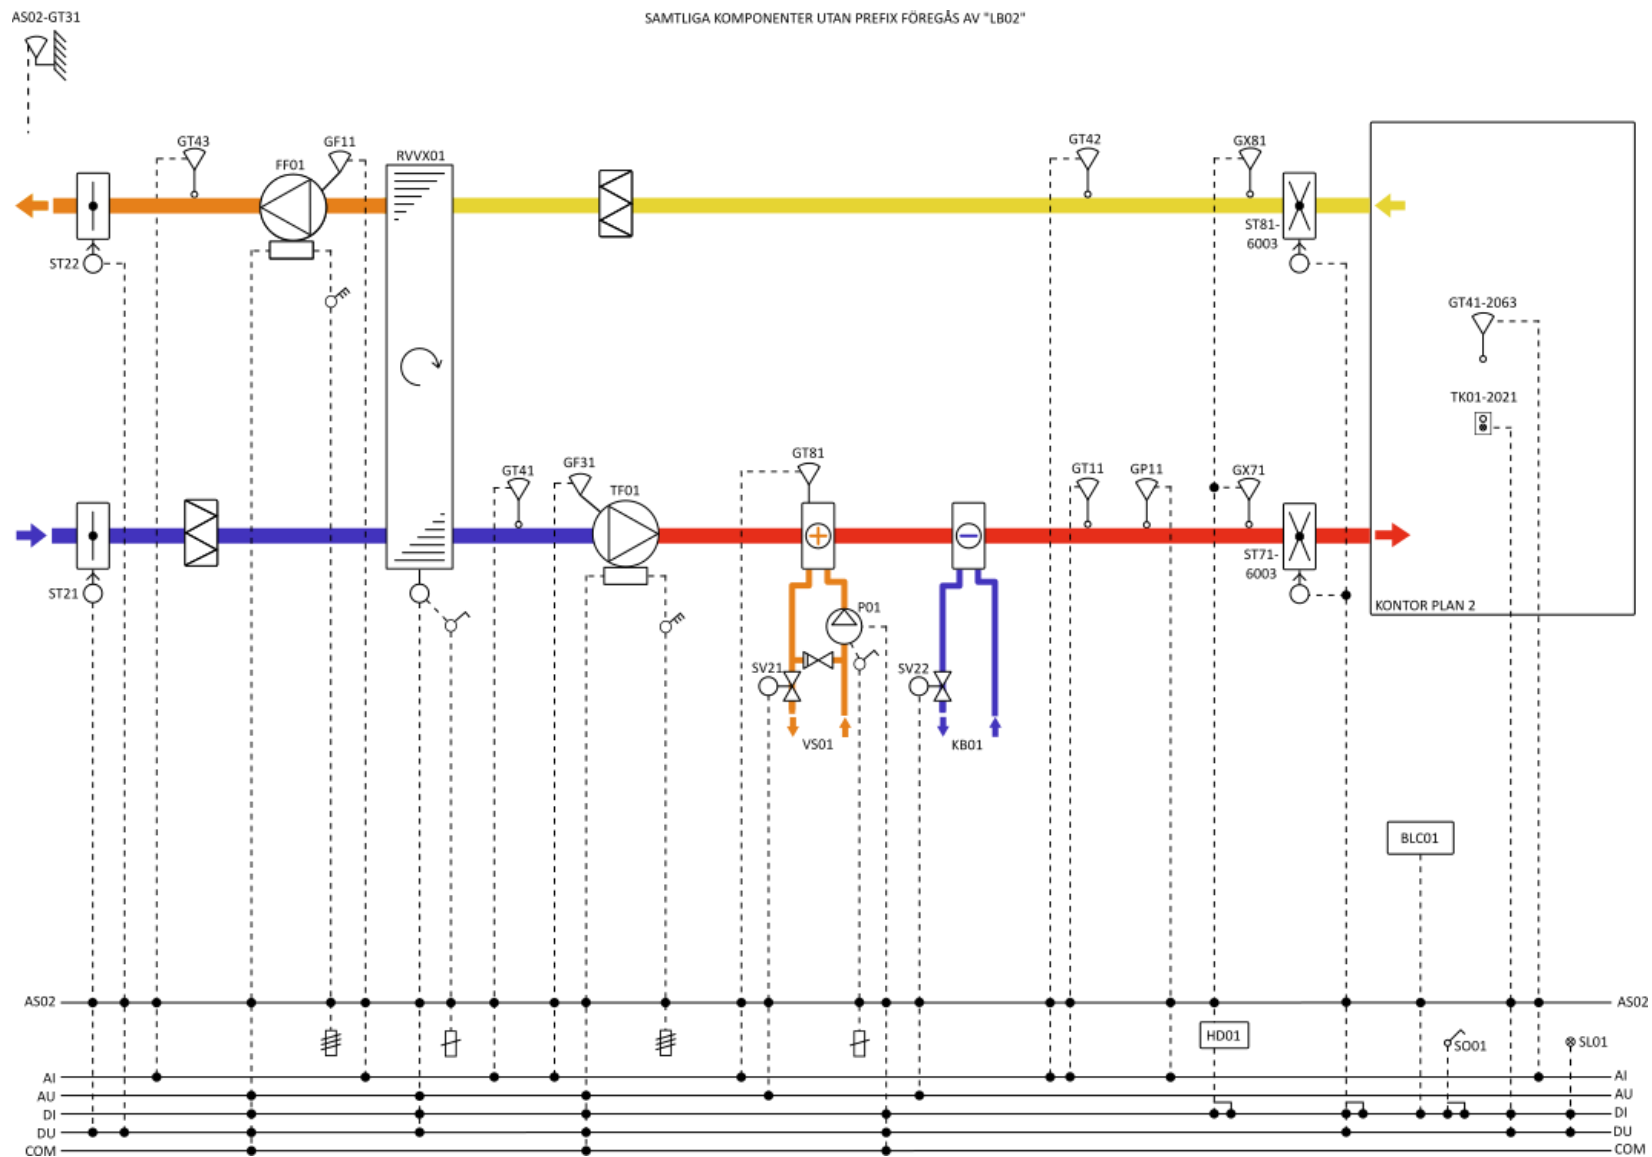 AS02-GT31
SAMTLIGA KOMPONENTER UTAN PREFIX FÖREGÅS AV "LB02"
GT43
GF11
FF01
RVVX01
GT42
GX81
ST81-
6003
ST22
GT41-2063
TK01-2021
GT41
GF31
TF01
GT81
GT11
GP11
GX71
ST71-
6003
ST21
KONTOR PLAN 2
P01
SV21
SV22
VS01
KB01
BLC01
AS02
AS02
HD01
SO01
SL01
AI
AI
AU
AU
DI
DI
DU
DU
COM
COM